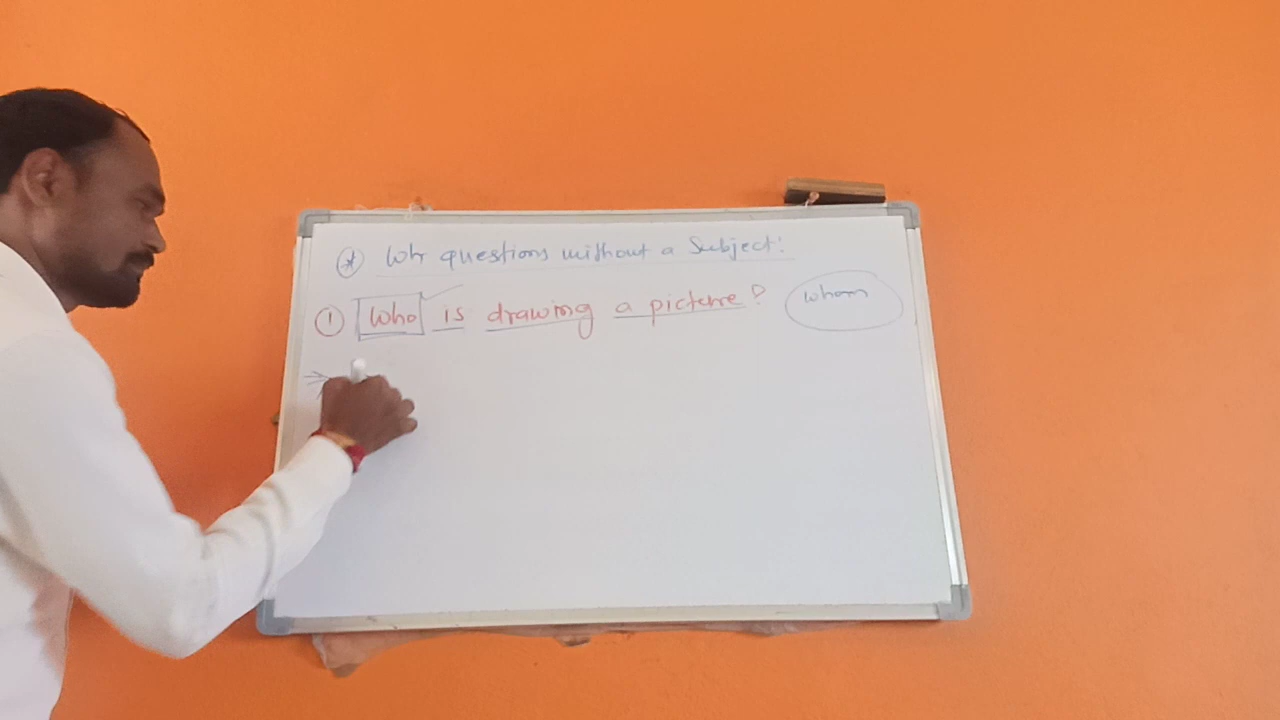 * Wh questions without a Subject:
① Who is drawing a picture? whom